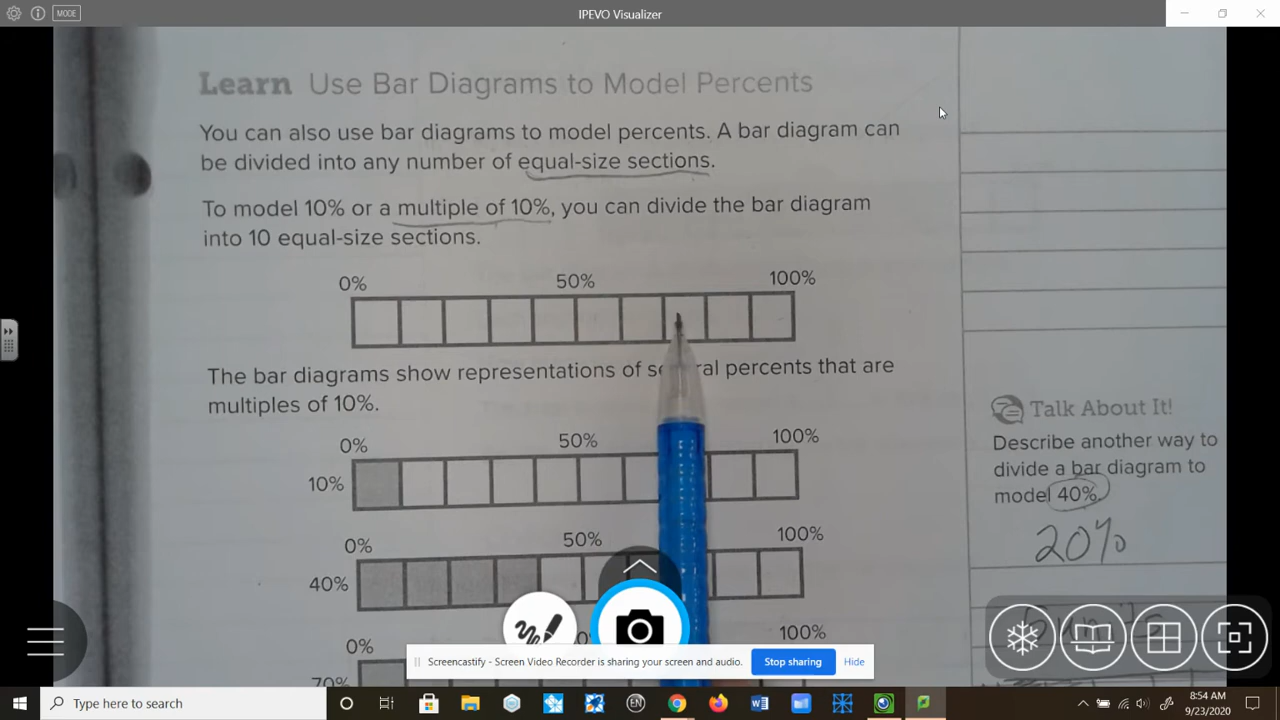 MODE
IPEVO Visualizer
Learn Use Bar Diagrams to Model Percents
You can also use bar diagrams to model percents. A bar diagram can
be divided into any number of equal-size sections.
To model 10% or a multiple of 10%, you can divide the bar diagram
into 10 equal-size sections.
0% 50% 100%
The bar diagrams show representations of several percents that are
multiples of 10%.
0% 50% 100%
10%
0% 50% 100%
40%
0% 100%
70%
Talk About It!
Describe another way to
divide a bar diagram to
model 40%
20%
Screencastify - Screen Video Recorder is sharing your screen and audio.
Stop sharing
Hide
Type here to search
EN
8:54 AM
9/23/2020